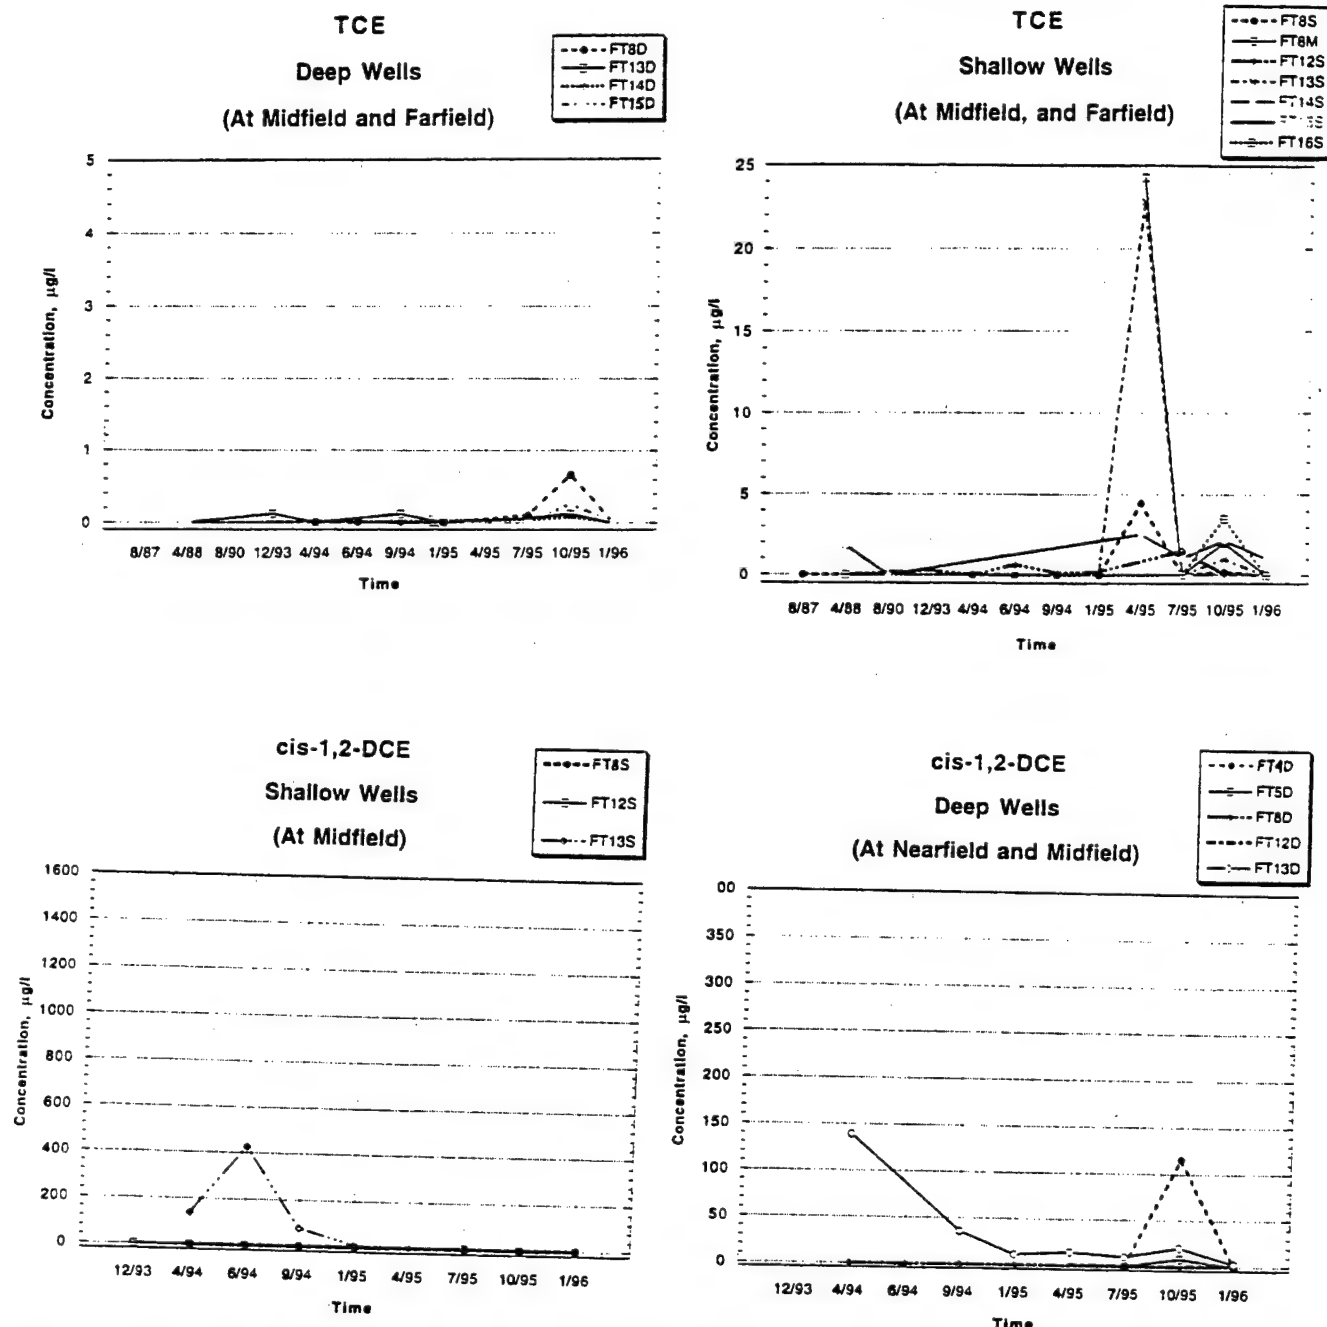 TCE
Deep Wells
(At Midfield and Farfield)
FT8D
FT13D
FT14D
FT15D
5
4
3
2
1
0
Concentration, µg/l
8/87 4/88 8/90 12/93 4/94 6/94 9/94 1/95 4/95 7/95 10/95 1/96
Time
TCE
Shallow Wells
(At Midfield, and Farfield)
FT8S
FT8M
FT12S
FT13S
FT14S
FT16S
25
20
15
10
5
0
Concentration, µg/l
8/87 4/88 8/90 12/93 4/94 6/94 9/94 1/95 4/95 7/95 10/95 1/96
Time
cis-1,2-DCE
Shallow Wells
(At Midfield)
FT8S
FT12S
FT13S
1600
1400
1200
1000
800
600
400
200
0
Concentration, µg/l
12/93 4/94 6/94 9/94 1/95 4/95 7/95 10/95 1/96
Time
cis-1,2-DCE
Deep Wells
(At Nearfield and Midfield)
FT4D
FT5D
FT8D
FT12D
FT13D
00
350
300
250
200
150
100
50
0
Concentration, µg/l
12/93 4/94 6/94 9/94 1/95 4/95 7/95 10/95 1/96
Time